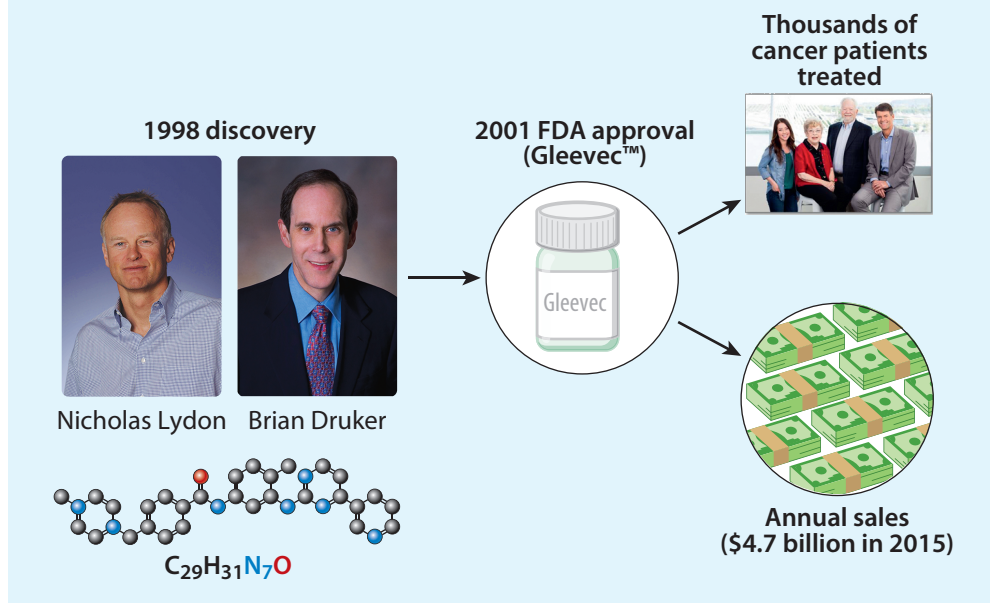 1998 discovery
Nicholas Lydon
Brian Druker
C₂₉H₃₁N₇O
2001 FDA approval
(Gleevec™)
Gleevec
Thousands of
cancer patients
treated
Annual sales
($4.7 billion in 2015)